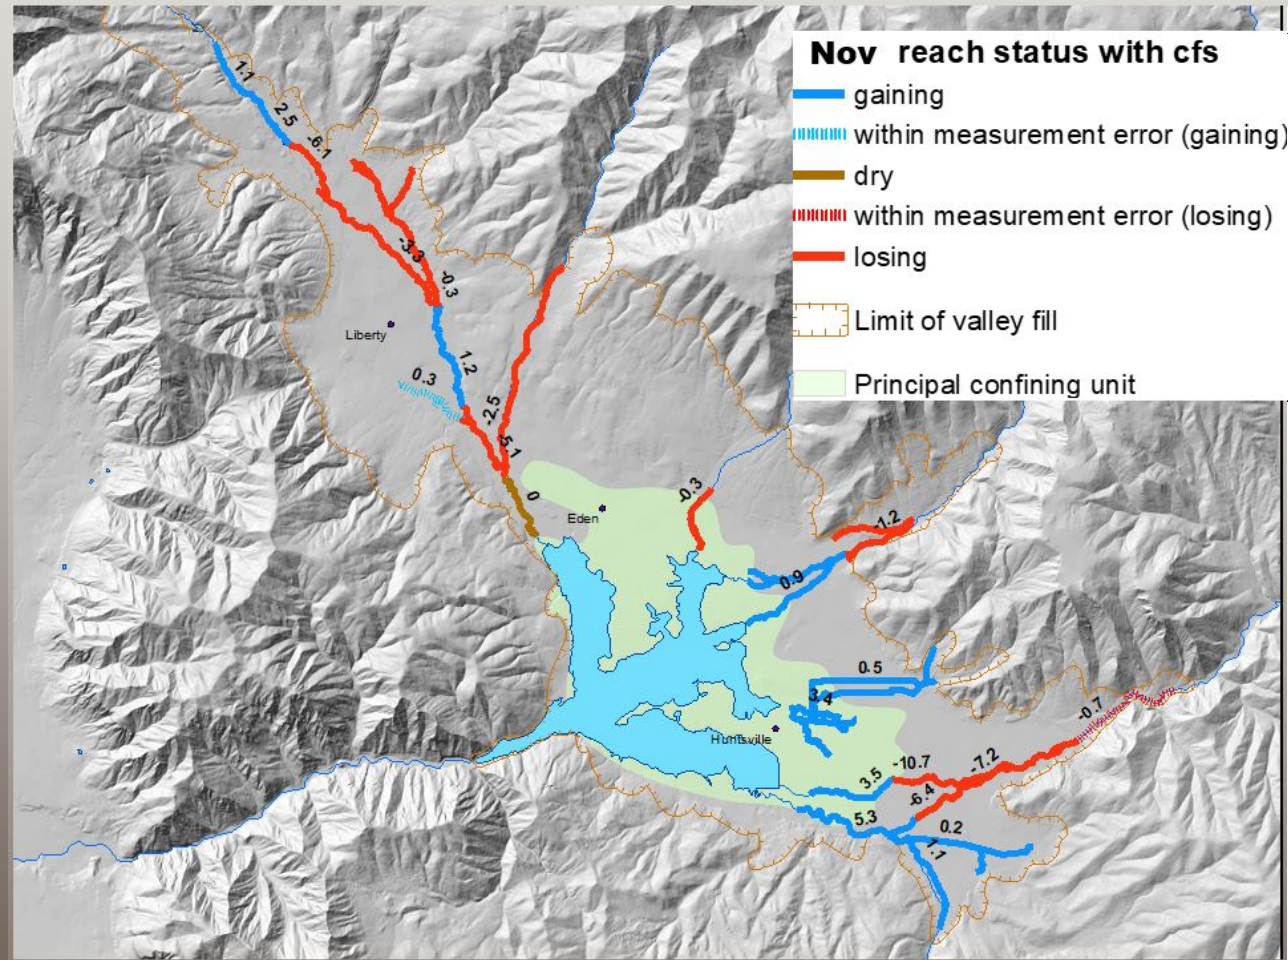 Nov reach status with cfs
gaining
within measurement error (gaining)
dry
within measurement error (losing)
losing
Limit of valley fill
Principal confining unit
1.1
2.5
-6.1
-3.3
-0.3
Liberty
1.2
0.3
-2.5
-5.1
0
Eden
-0.3
-1.2
0.9
0.5
3.4
Huntsville
-0.7
-7.2
-10.7
3.5
-6.4
5.3
0.2
1.1